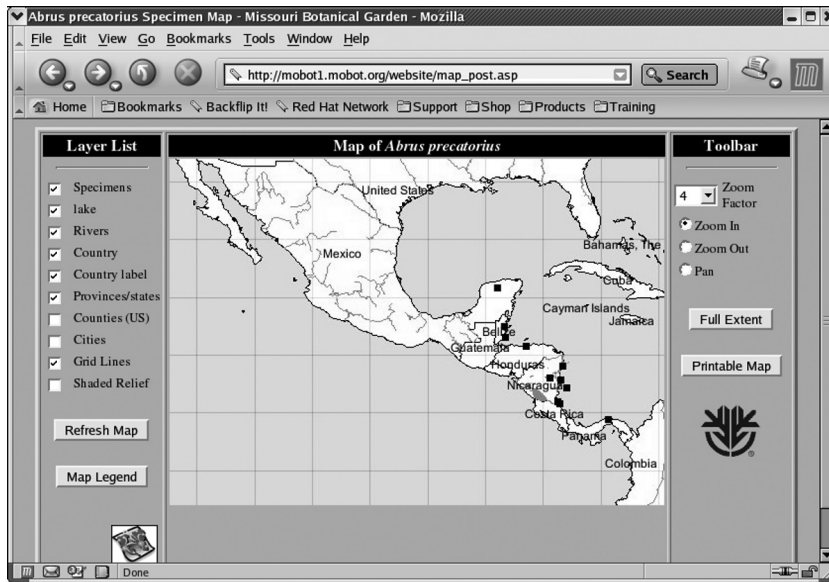 Abrus precatorius Specimen Map - Missouri Botanical Garden - Mozilla
File Edit View Go Bookmarks Tools Window Help
http://mobot1.mobot.org/website/map_post.asp Search
Home Bookmarks Backflip It! Red Hat Network Support Shop Products Training
Layer List
Specimens
lake
Rivers
Country
Country label
Provinces/states
Counties (US)
Cities
Grid Lines
Shaded Relief
Refresh Map
Map Legend
Map of Abrus precatorius
United States
Bahamas, The
Mexico
Cuba
Cayman Islands
Jamaica
Belize
Guatemala
Honduras
Nicaragua
Costa Rica
Panama
Colombia
Toolbar
4 Zoom
Factor
Zoom In
Zoom Out
Pan
Full Extent
Printable Map
Done